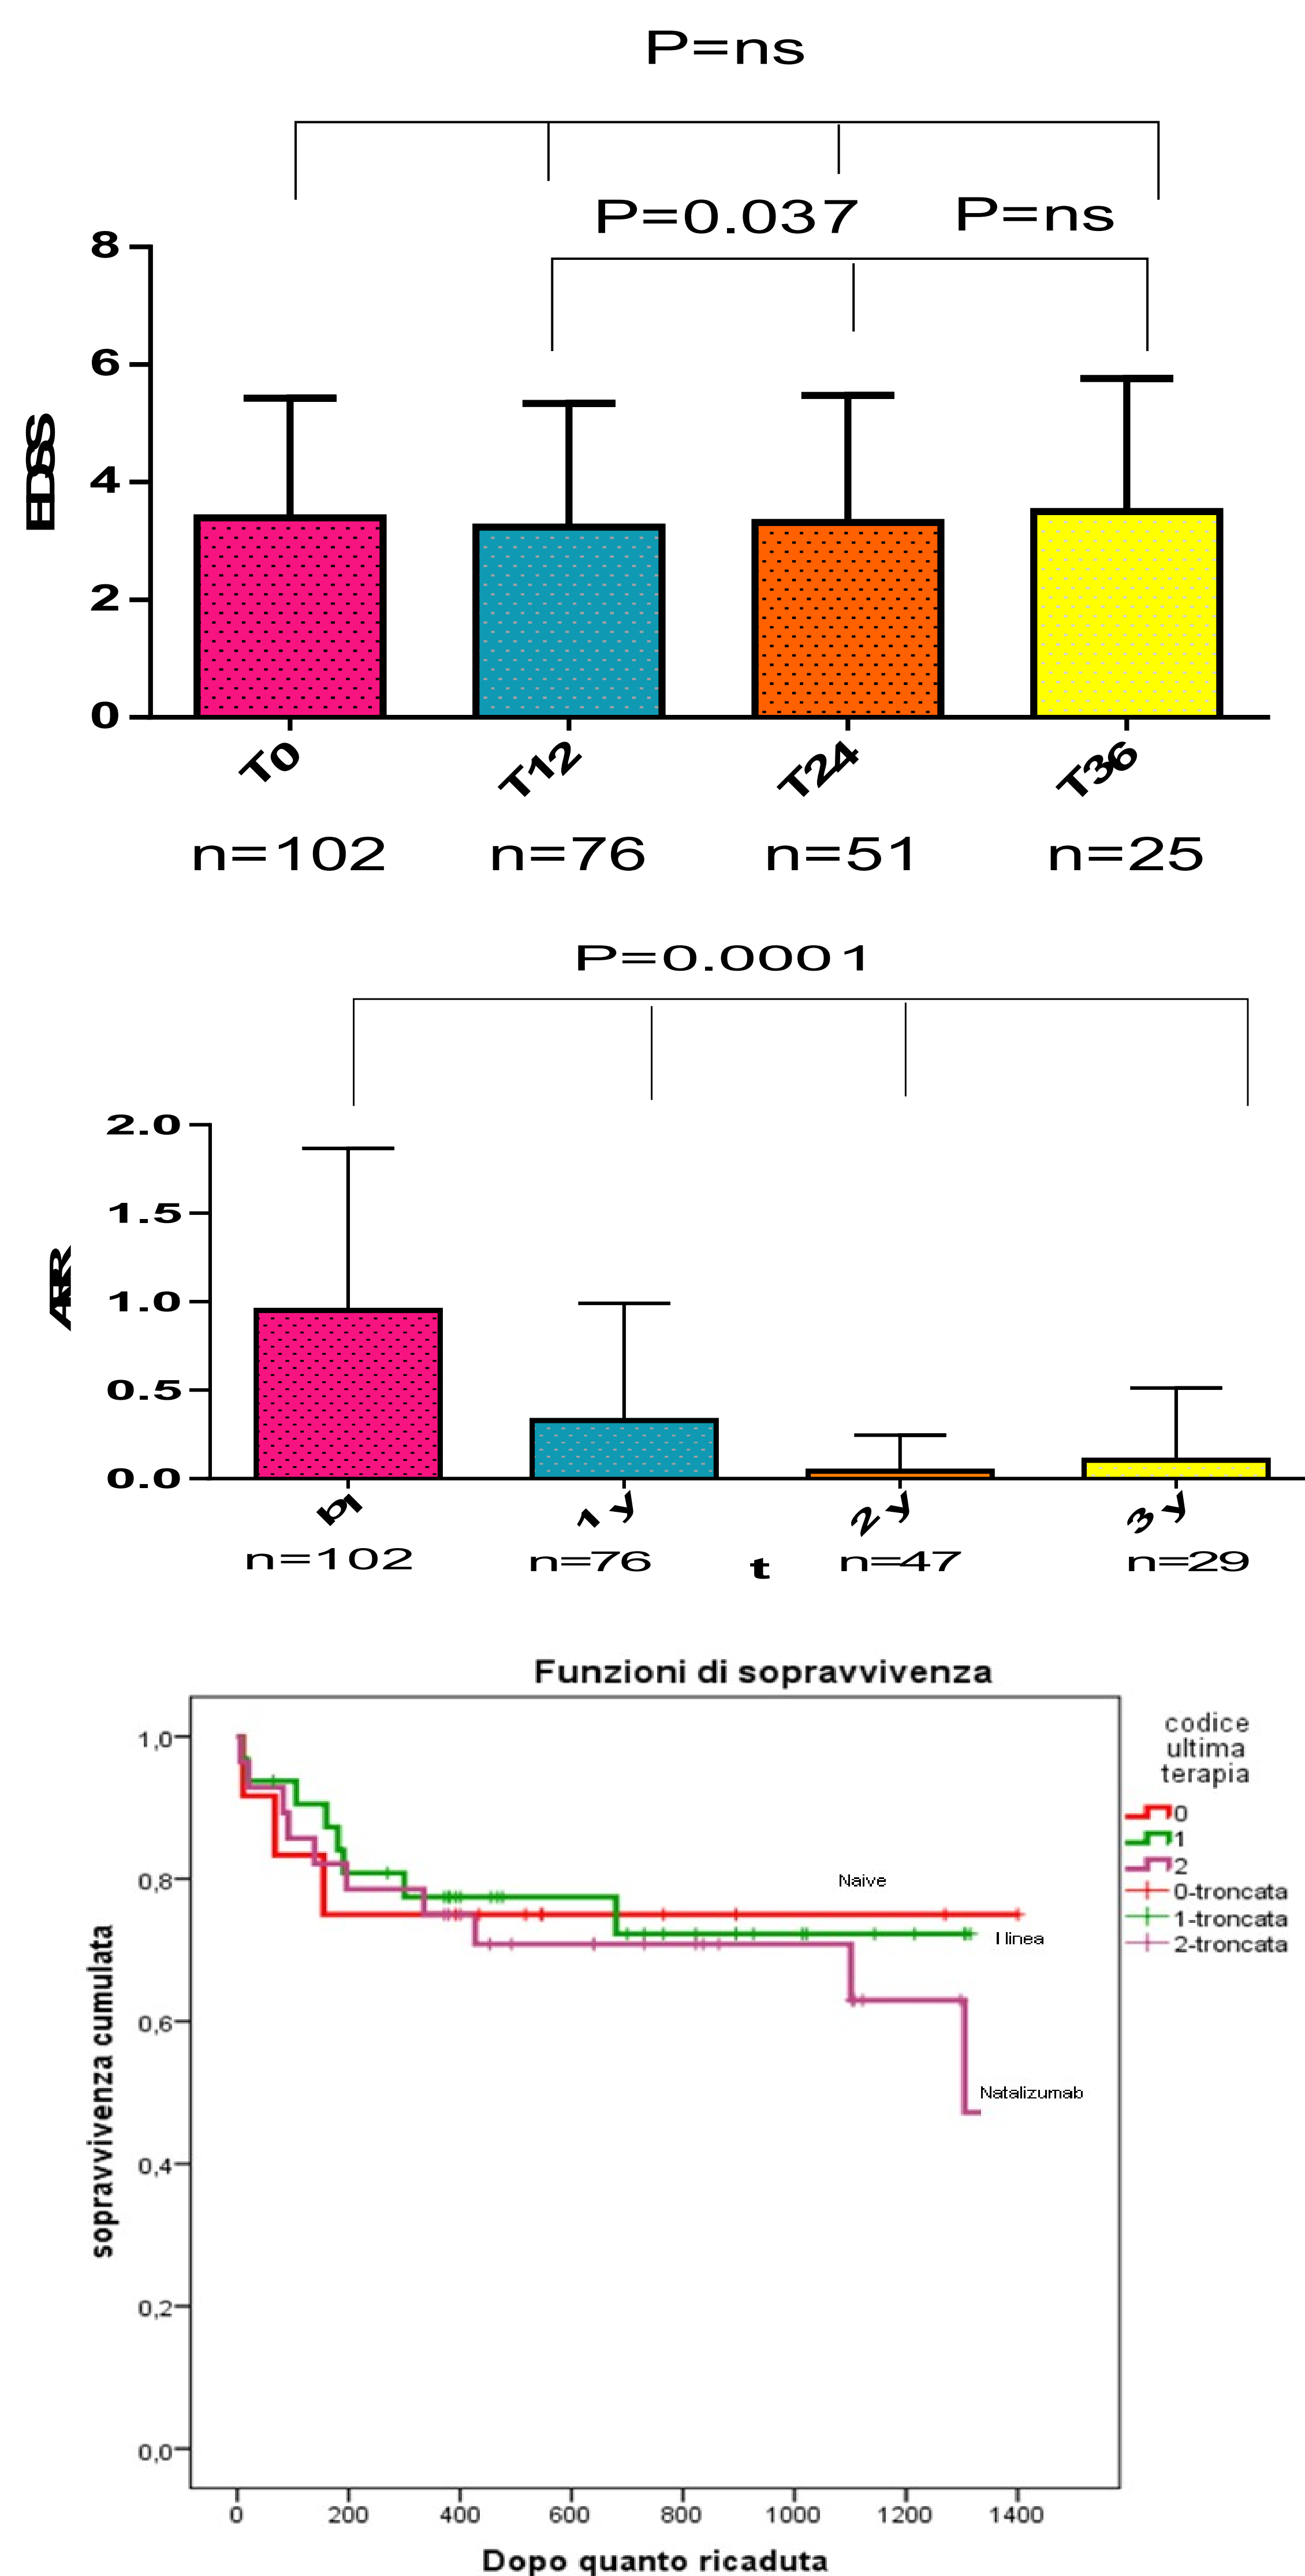 P=ns
P=0.037 P=ns
8
6
4
2
0
EDSS
T0 T12 T24 T36
n=102 n=76 n=51 n=25
P=0.0001
2.0
1.5
1.0
0.5
0.0
ARR
bl 1 y 2 y 3 y
n=102 n=76 t n=47 n=29
Funzioni di sopravvivenza
1,0
0,8
0,6
0,4
0,2
0,0
sopravvivenza cumulata
Naive
I linea
Natalizumab
codice
ultima
terapia
0
1
2
0-troncata
1-troncata
2-troncata
0 200 400 600 800 1000 1200 1400
Dopo quanto ricaduta